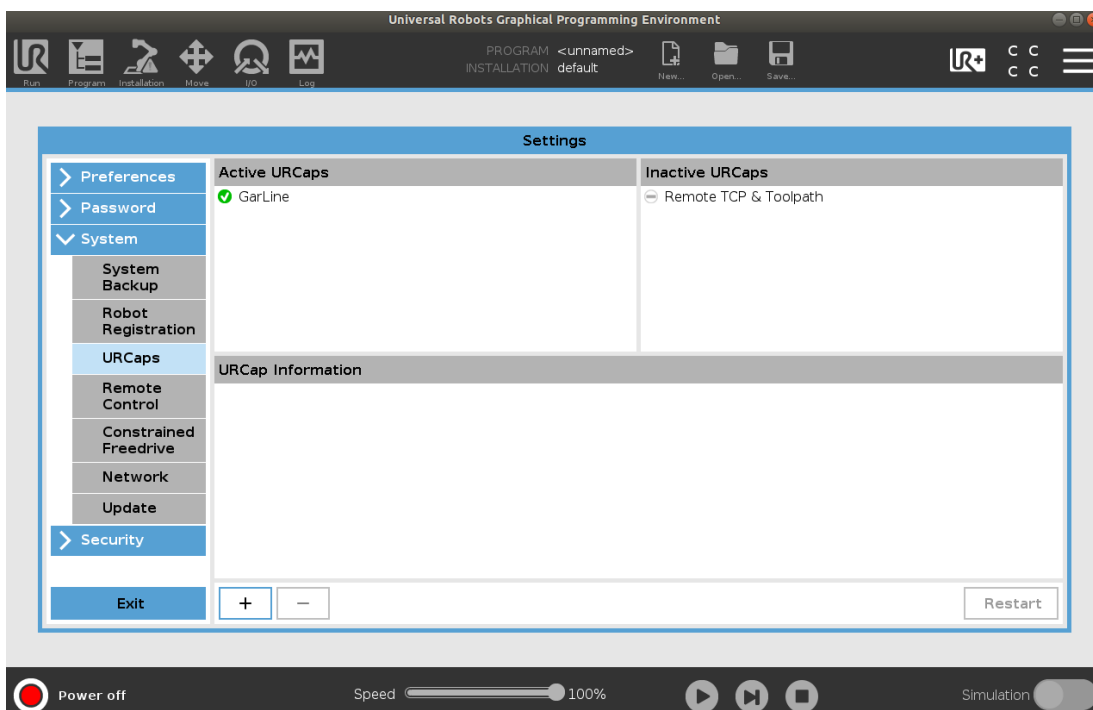 Universal Robots Graphical Programming Environment
UR
Run
Program
Installation
Move
I/O
Log
PROGRAM <unnamed>
INSTALLATION default
New...
Open...
Save...
UR+
C C
C C
Settings
Preferences
Password
System
System
Backup
Robot
Registration
URCaps
Remote
Control
Constrained
Freedrive
Network
Update
Security
Exit
Active URCaps
GarLine
Inactive URCaps
Remote TCP & Toolpath
URCap Information
+
−
Restart
Power off
Speed
100%
Simulation